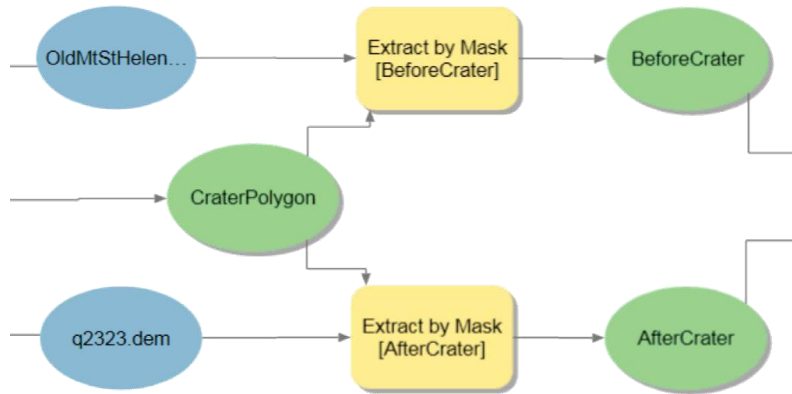 OldMtStHelen...
Extract by Mask
[BeforeCrater]
BeforeCrater
CraterPolygon
q2323.dem
Extract by Mask
[AfterCrater]
AfterCrater